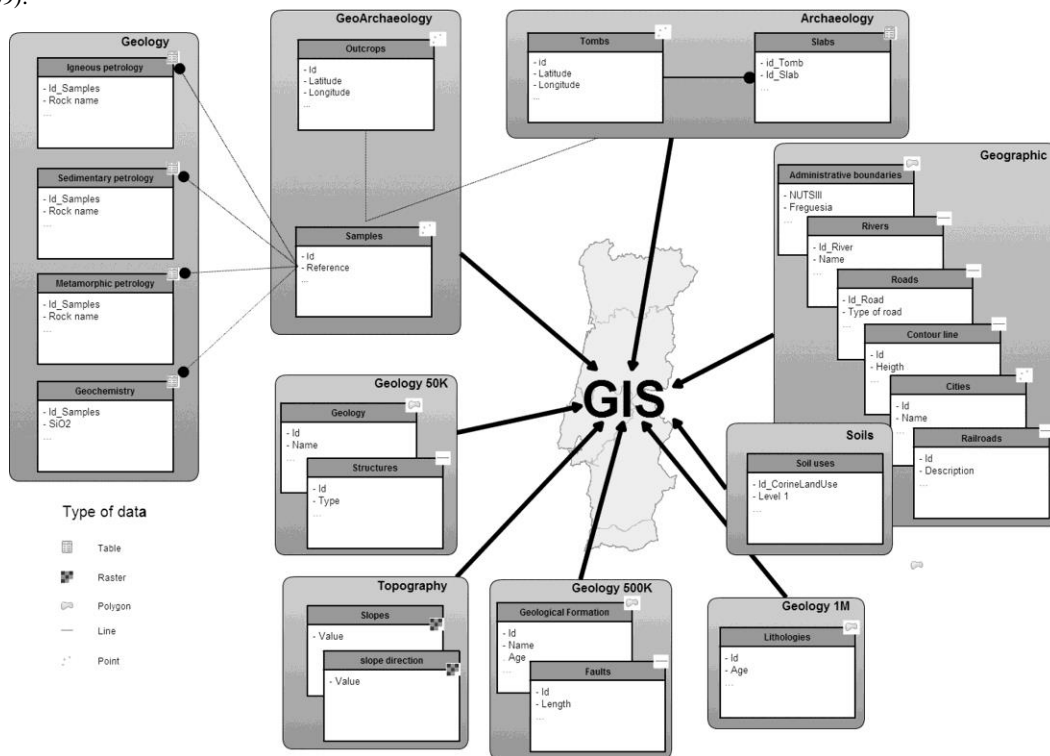 9).
Geology
Igneous petrology
- Id_Samples
- Rock name
...
Sedimentary petrology
- Id_Samples
- Rock name
...
Metamorphic petrology
- Id_Samples
- Rock name
...
Geochemistry
- Id_Samples
- SiO2
...
GeoArchaeology
Outcrops
- Id
- Latitude
- Longitude
...
Samples
- Id
- Reference
...
Archaeology
Tombs
- id
- Latitude
- Longitude
...
Slabs
- id_Tomb
- Id_Slab
...
Geographic
Administrative boundaries
- NUTSIII
- Freguesia
...
Rivers
- Id_River
- Name
...
Roads
- Id_Road
- Type of road
...
Contour line
- Id
- Heigth
...
Cities
- Id
- Name
...
Railroads
- Id
- Description
...
GIS
Geology 50K
Geology
- Id
- Name
...
Structures
- Id
- Type
...
Soils
Soil uses
- Id_CorineLandUse
- Level 1
...
Type of data
Table
Raster
Polygon
Line
Point
Topography
Slopes
- Value
slope direction
- Value
Geology 500K
Geological Formation
- Id
- Name
- Age
...
Faults
- Id
- Length
...
Geology 1M
Lithologies
- Id
- Age
...